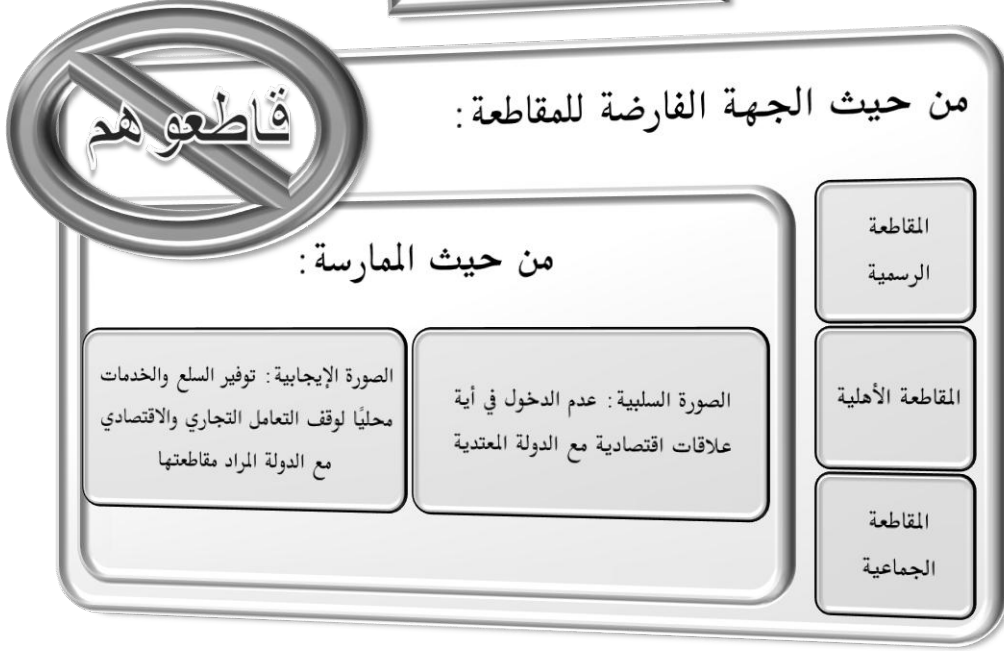 قاطعو هم
من حيث الجهة الفارضة للمقاطعة:
المقاطعة
الرسمية
المقاطعة الأهلية
المقاطعة
الجماعية
من حيث الممارسة:
الصورة السلبية: عدم الدخول في أية
علاقات اقتصادية مع الدولة المعتدية
الصورة الإيجابية: توفير السلع والخدمات
محليًا لوقف التعامل التجاري والاقتصادي
مع الدولة المراد مقاطعتها